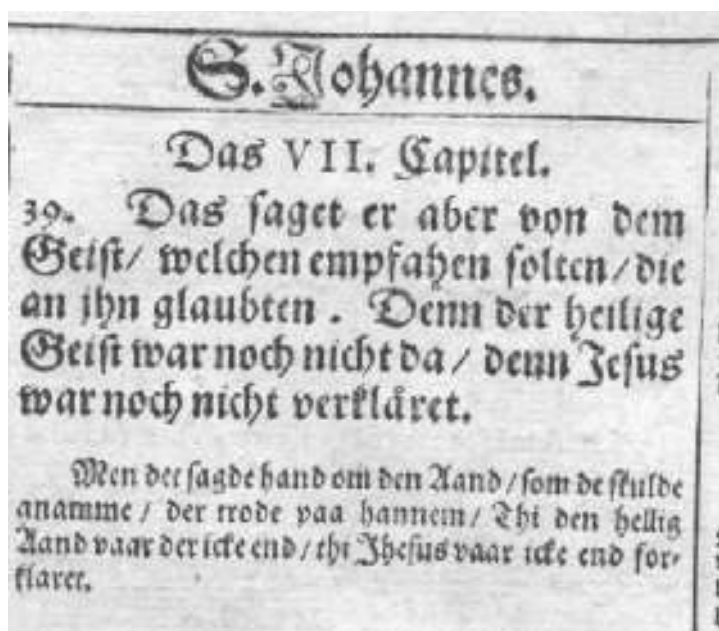 S. Johannes.
Das VII. Capittel.
39. Das saget er aber von dem
Geist/ welchen empfahen solten/ die
an jhn glaubten. Denn der heilige
Geist war noch nicht da/ denn Jesus
war noch nicht verkläret.
Men det sagde hand om den Aand/ som de skulde
anamme/ der trode paa hannem/ Thi den hellig
Aand vaar der icke end/ thi Jhesus vaar icke end for-
klaret.